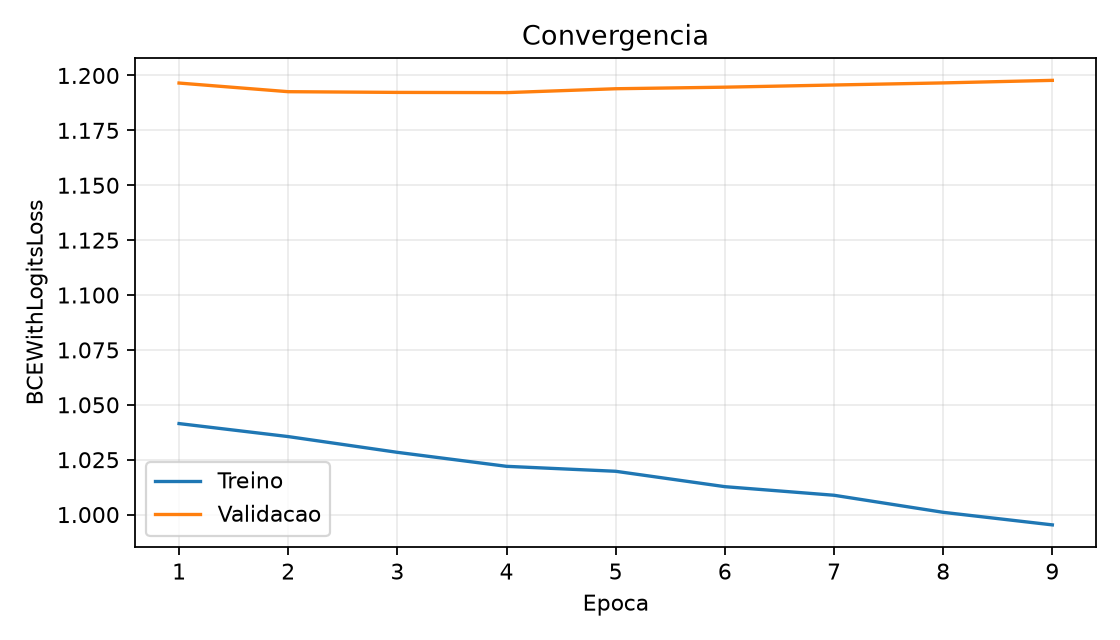 Convergencia
BCEWithLogitsLoss
1.200
1.175
1.150
1.125
1.100
1.075
1.050
1.025
1.000
Treino
Validacao
1 2 3 4 5 6 7 8 9
Epoca